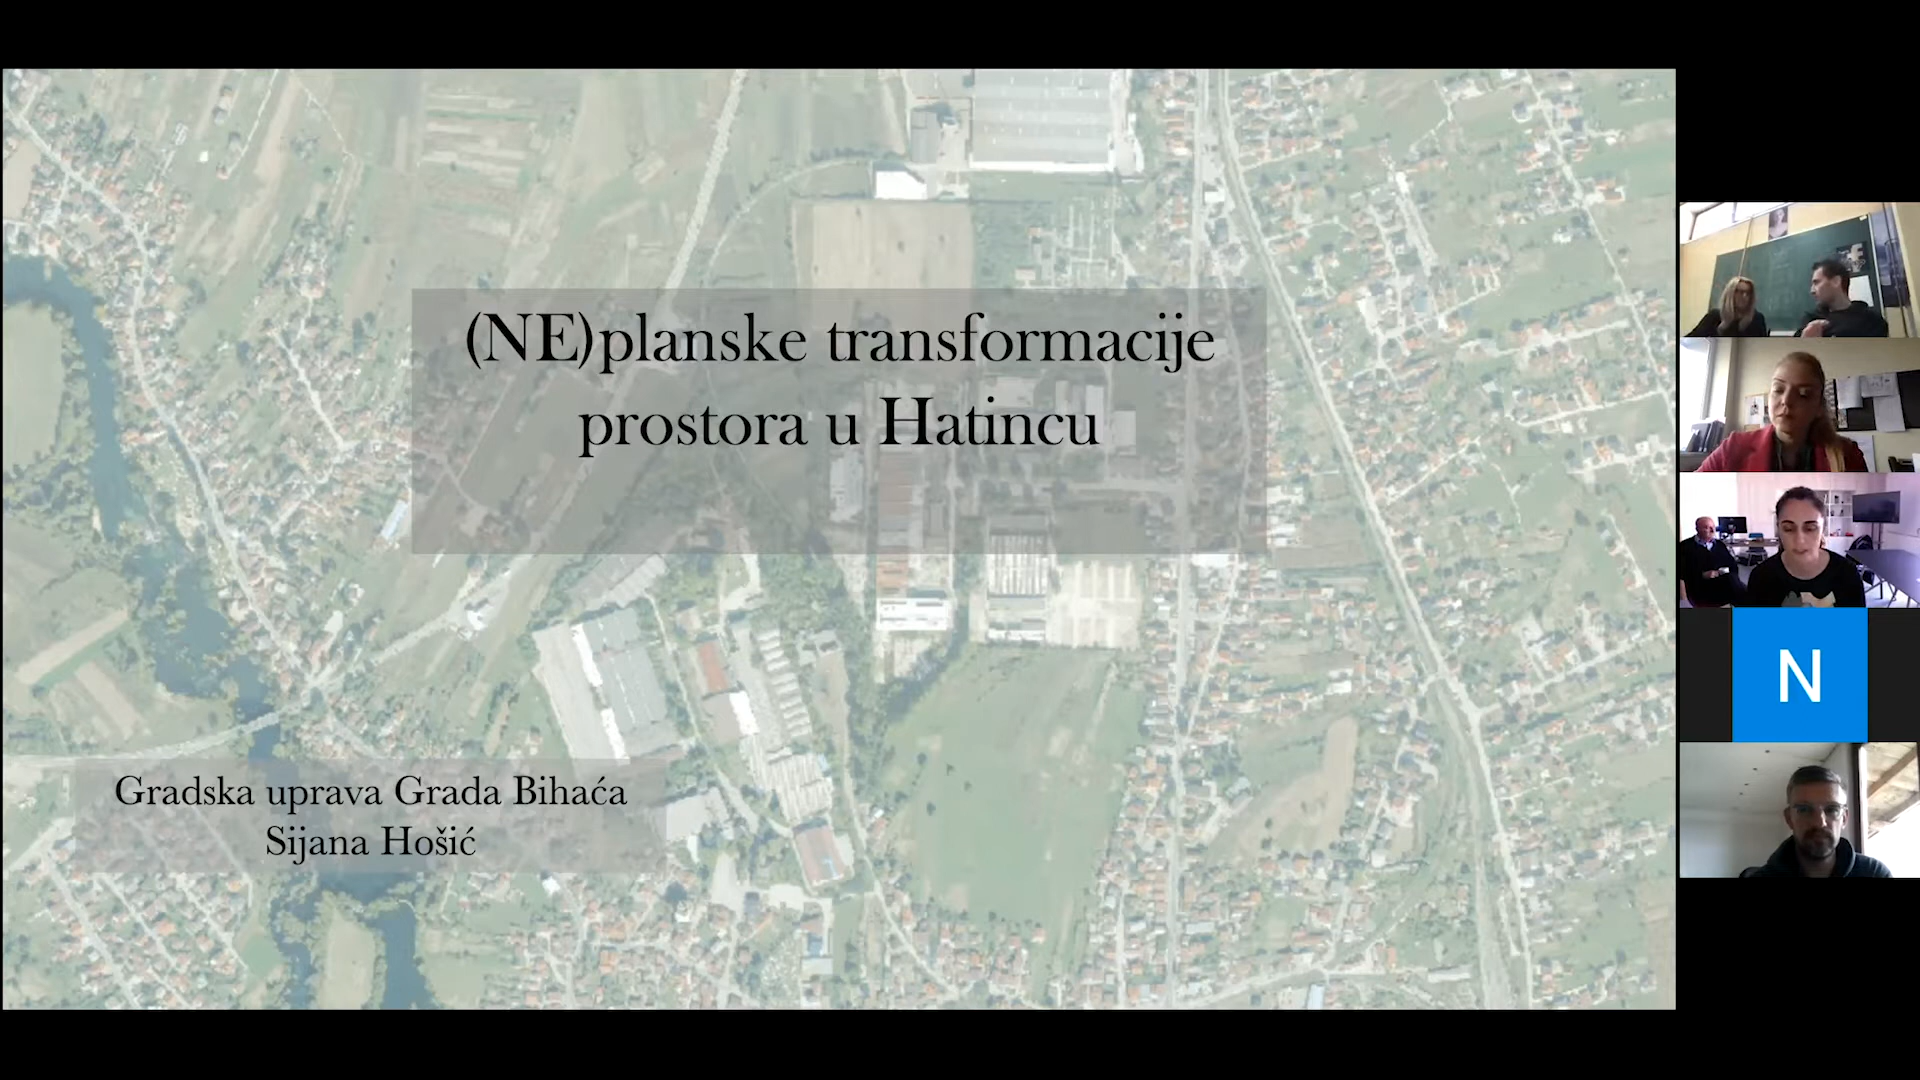 (NE)planske transformacije
prostora u Hatincu
Gradska uprava Grada Bihaća
Sijana Hošić
N